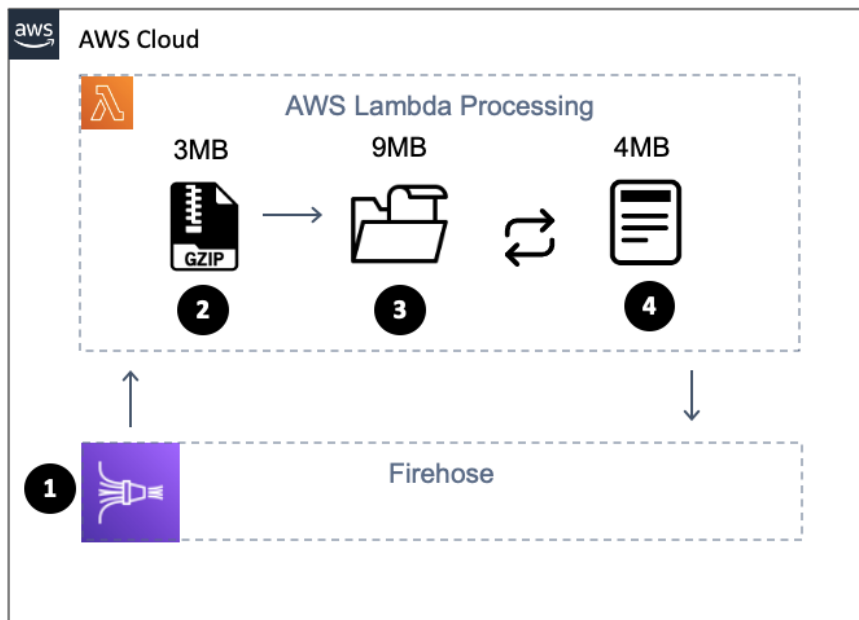 aws
AWS Cloud
AWS Lambda Processing
3MB
9MB
4MB
GZIP
2
3
4
1
Firehose